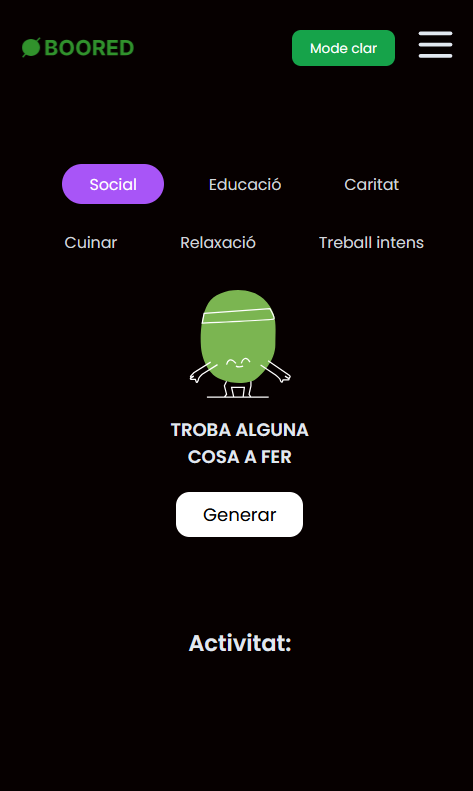 BOORED
Mode clar
Social Educació Caritat
Cuinar Relaxació Treball intens
TROBA ALGUNA
COSA A FER
Generar
Activitat: